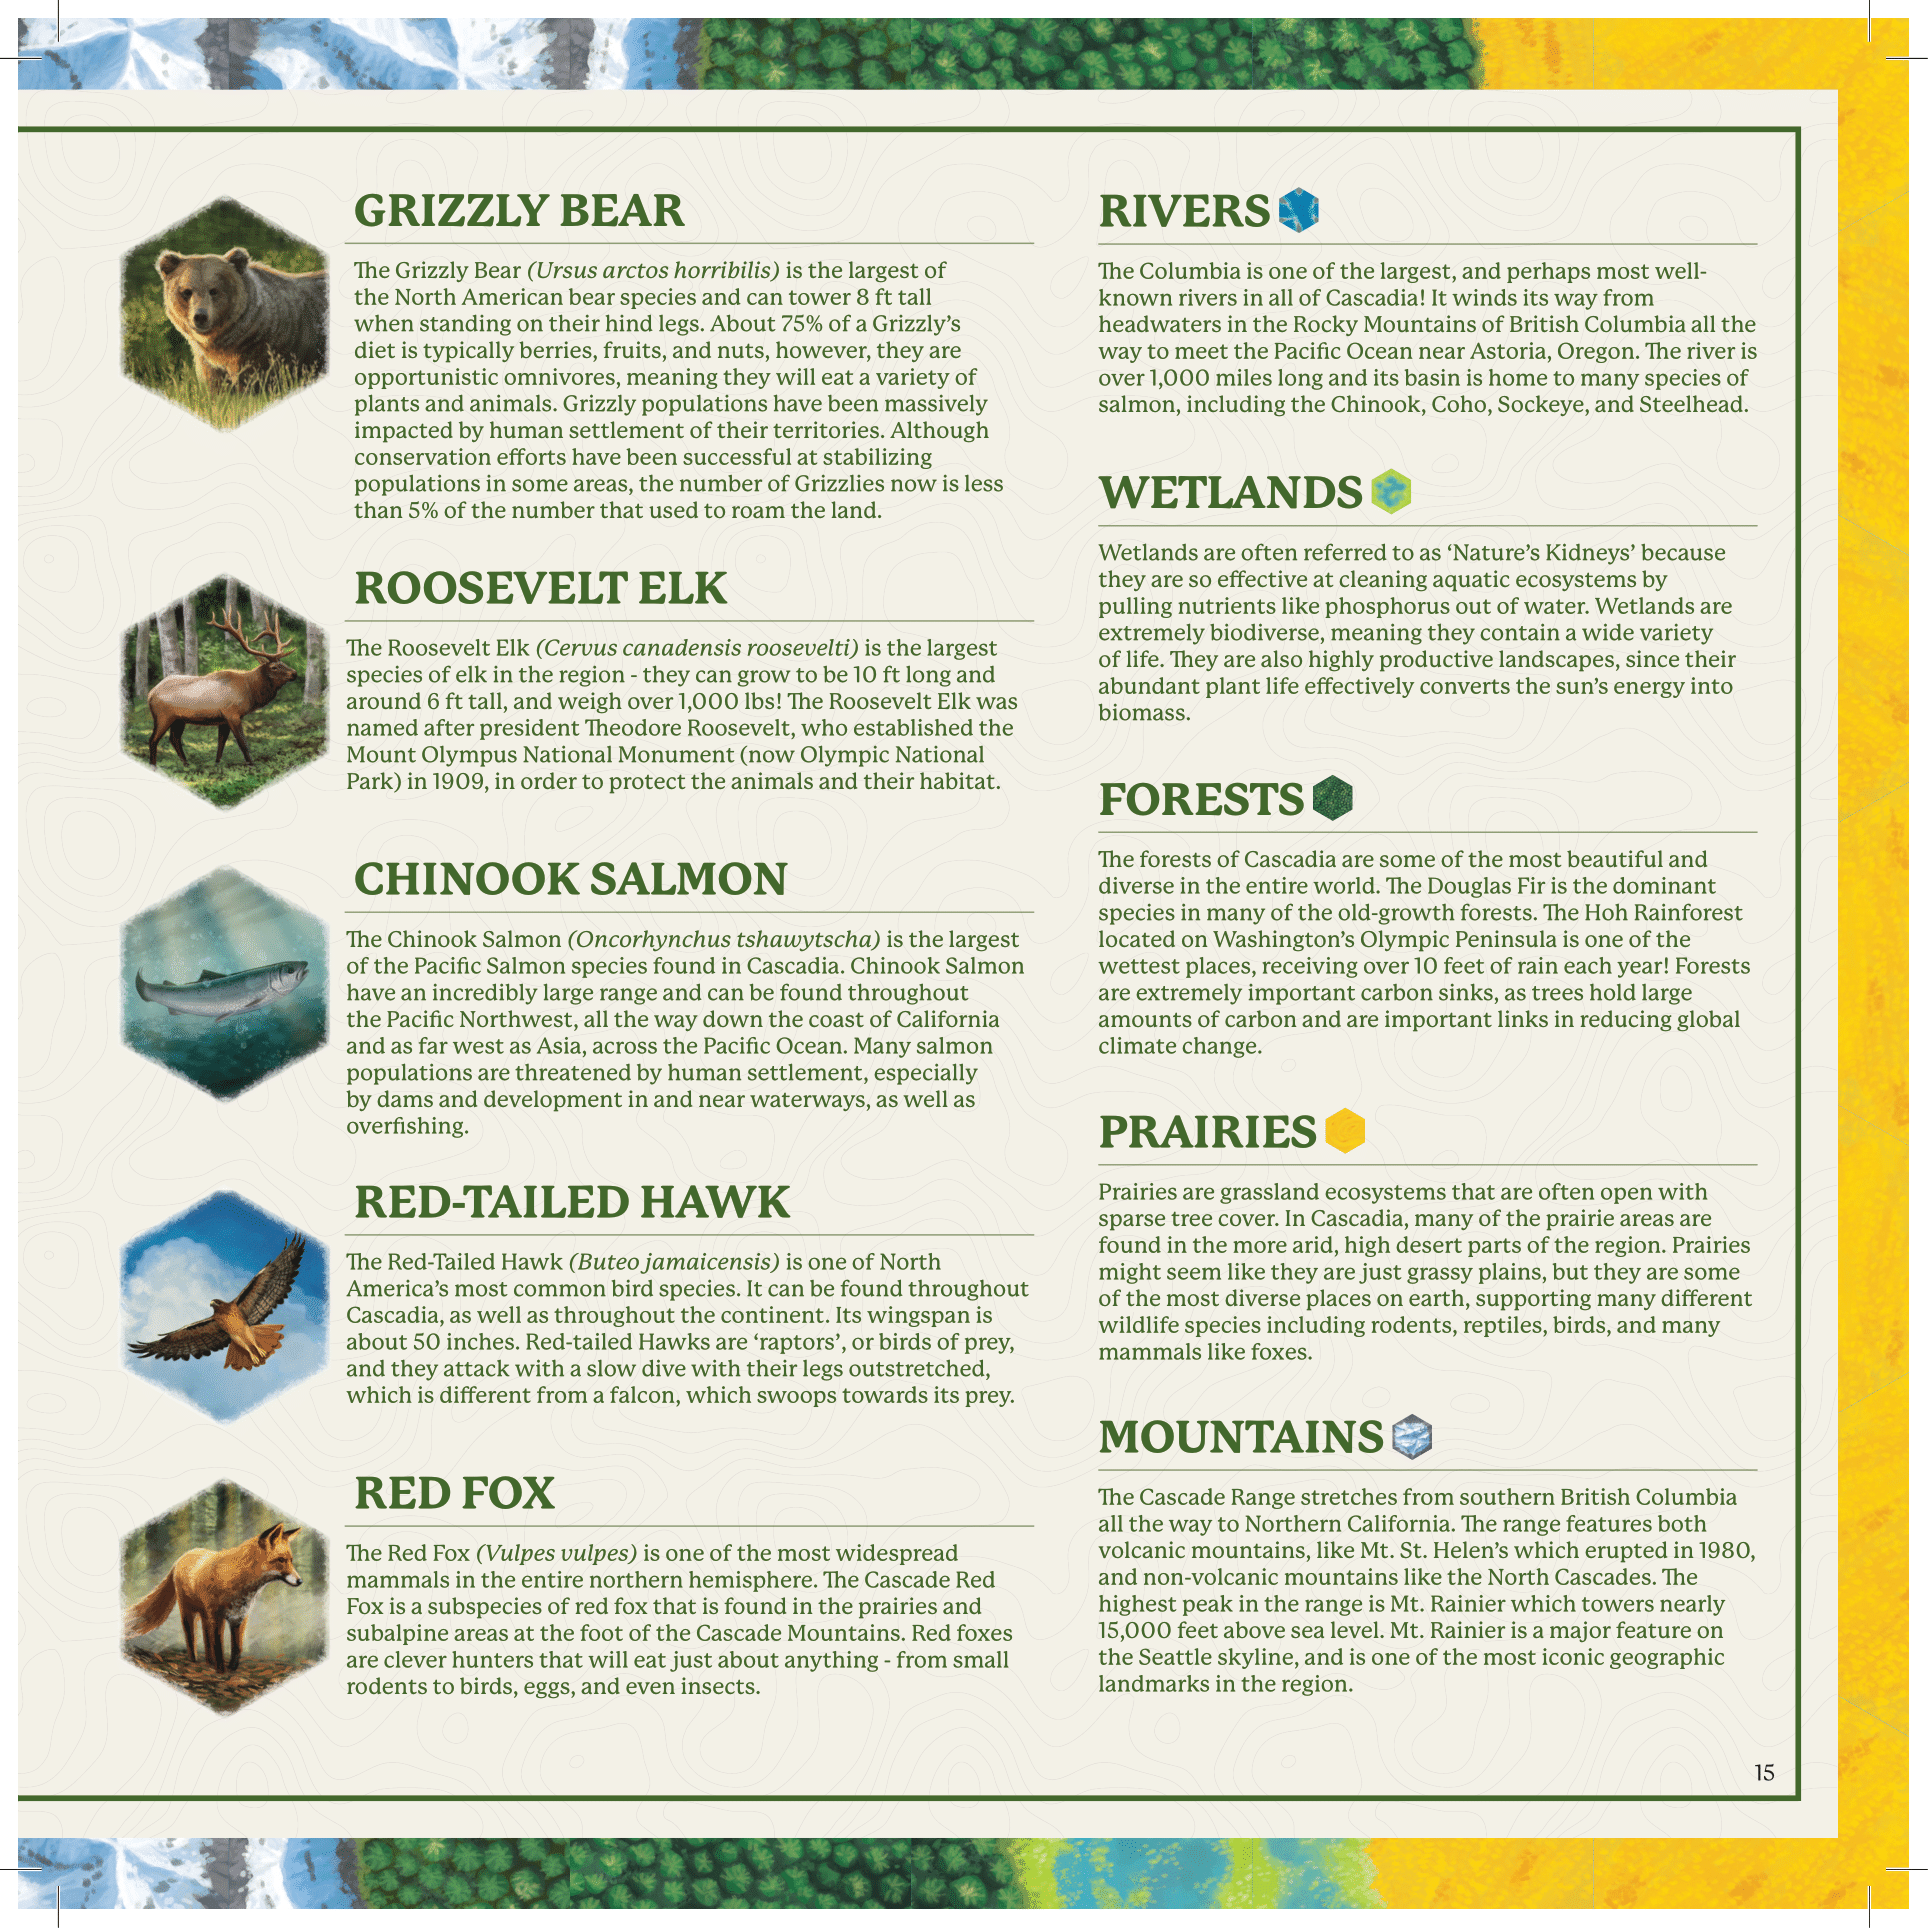 GRIZZLY BEAR
The Grizzly Bear (Ursus arctos horribilis) is the largest of
the North American bear species and can tower 8 ft tall
when standing on their hind legs. About 75% of a Grizzly's
diet is typically berries, fruits, and nuts, however, they are
opportunistic omnivores, meaning they will eat a variety of
plants and animals. Grizzly populations have been massively
impacted by human settlement of their territories. Although
conservation efforts have been successful at stabilizing
populations in some areas, the number of Grizzlies now is less
than 5% of the number that used to roam the land.
ROOSEVELT ELK
The Roosevelt Elk (Cervus canadensis roosevelti) is the largest
species of elk in the region - they can grow to be 10 ft long and
around 6 ft tall, and weigh over 1,000 lbs! The Roosevelt Elk was
named after president Theodore Roosevelt, who established the
Mount Olympus National Monument (now Olympic National
Park) in 1909, in order to protect the animals and their habitat.
CHINOOK SALMON
The Chinook Salmon (Oncorhynchus tshawytscha) is the largest
of the Pacific Salmon species found in Cascadia. Chinook Salmon
have an incredibly large range and can be found throughout
the Pacific Northwest, all the way down the coast of California
and as far west as Asia, across the Pacific Ocean. Many salmon
populations are threatened by human settlement, especially
by dams and development in and near waterways, as well as
overfishing.
RED-TAILED HAWK
The Red-Tailed Hawk (Buteo jamaicensis) is one of North
America's most common bird species. It can be found throughout
Cascadia, as well as throughout the continent. Its wingspan is
about 50 inches. Red-tailed Hawks are ‘raptors’, or birds of prey,
and they attack with a slow dive with their legs outstretched,
which is different from a falcon, which swoops towards its prey.
RED FOX
The Red Fox (Vulpes vulpes) is one of the most widespread
mammals in the entire northern hemisphere. The Cascade Red
Fox is a subspecies of red fox that is found in the prairies and
subalpine areas at the foot of the Cascade Mountains. Red foxes
are clever hunters that will eat just about anything - from small
rodents to birds, eggs, and even insects.
RIVERS
The Columbia is one of the largest, and perhaps most well-
known rivers in all of Cascadia! It winds its way from
headwaters in the Rocky Mountains of British Columbia all the
way to meet the Pacific Ocean near Astoria, Oregon. The river is
over 1,000 miles long and its basin is home to many species of
salmon, including the Chinook, Coho, Sockeye, and Steelhead.
WETLANDS
Wetlands are often referred to as ‘Nature’s Kidneys’ because
they are so effective at cleaning aquatic ecosystems by
pulling nutrients like phosphorus out of water. Wetlands are
extremely biodiverse, meaning they contain a wide variety
of life. They are also highly productive landscapes, since their
abundant plant life effectively converts the sun’s energy into
biomass.
FORESTS
The forests of Cascadia are some of the most beautiful and
diverse in the entire world. The Douglas Fir is the dominant
species in many of the old-growth forests. The Hoh Rainforest
located on Washington’s Olympic Peninsula is one of the
wettest places, receiving over 10 feet of rain each year! Forests
are extremely important carbon sinks, as trees hold large
amounts of carbon and are important links in reducing global
climate change.
PRAIRIES
Prairies are grassland ecosystems that are often open with
sparse tree cover. In Cascadia, many of the prairie areas are
found in the more arid, high desert parts of the region. Prairies
might seem like they are just grassy plains, but they are some
of the most diverse places on earth, supporting many different
wildlife species including rodents, reptiles, birds, and many
mammals like foxes.
MOUNTAINS
The Cascade Range stretches from southern British Columbia
all the way to Northern California. The range features both
volcanic mountains, like Mt. St. Helen’s which erupted in 1980,
and non-volcanic mountains like the North Cascades. The
highest peak in the range is Mt. Rainier which towers nearly
15,000 feet above sea level. Mt. Rainier is a major feature on
the Seattle skyline, and is one of the most iconic geographic
landmarks in the region.
15